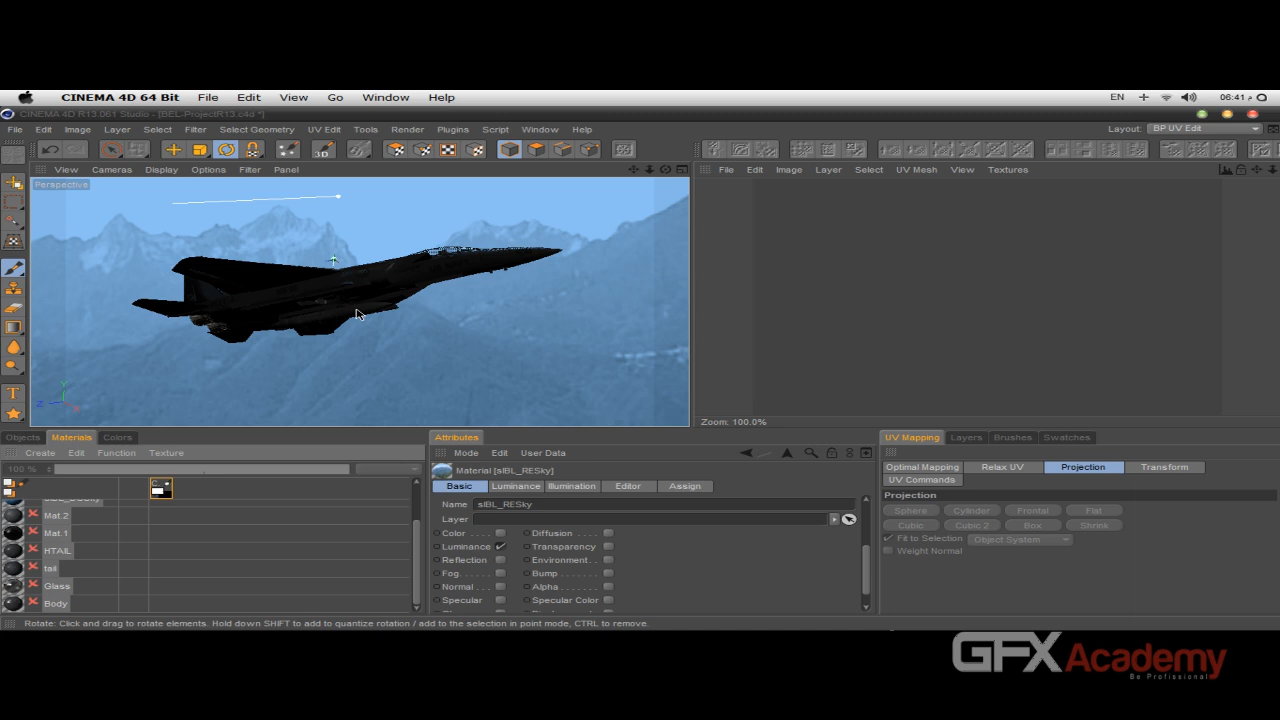 CINEMA 4D 64 Bit File Edit View Go Window Help EN 06:41 م
CINEMA 4D R13.061 Studio - [BEL-ProjectR13.c4d *]
File Edit Image Layer Select Filter Select Geometry UV Edit Tools Render Plugins Script Window Help Layout: BP UV Edit
3D
View Cameras Display Options Filter Panel
File Edit Image Layer Select UV Mesh View Textures
Perspective
Y
Z
T
Zoom: 100.0%
Objects Materials Colors
Create Edit Function Texture
100 %
Mat.2
Mat.1
HTAIL
tail
Glass
Body
Attributes
Mode Edit User Data
Material [sIBL_RESky]
Basic Luminance Illumination Editor Assign
Name sIBL_RESky
Layer
Color . . . . Diffusion . . . .
Luminance Transparency
Reflection . Environment. .
Fog. . . . . . Bump . . . . . .
Normal . . . Alpha. . . . . . .
Specular Specular Color
UV Mapping Layers Brushes Swatches
Optimal Mapping Relax UV Projection Transform
UV Commands
Projection
Sphere Cylinder Frontal Flat
Cubic Cubic 2 Box Shrink
Fit to Selection Object System
Weight Normal
Rotate: Click and drag to rotate elements. Hold down SHIFT to add to quantize rotation / add to the selection in point mode, CTRL to remove.
GFXAcademy
Be Profissional